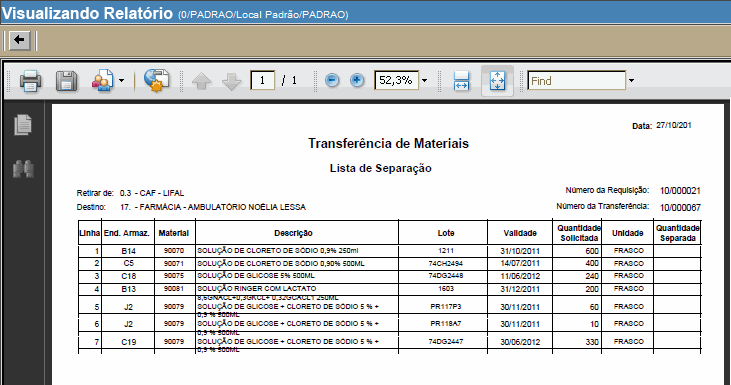 Visualizando Relatório (0/PADRAO/Local Padrão/PADRAO)
1 / 1 52,3% Find
Data: 27/10/201
Transferência de Materiais
Lista de Separação
Retirar de: 0.3 - CAF - LIFAL Número da Requisição: 10/000021
Destino: 17. - FARMÁCIA - AMBULATÓRIO NOÉLIA LESSA Número da Transferência: 10/000067
Linha End. Armaz. Material Descrição Lote Validade Quantidade Solicitada Unidade Quantidade Separada
1 B14 90070 SOLUÇÃO DE CLORETO DE SÓDIO 0,9% 250ml 1211 31/10/2011 600 FRASCO
2 C5 90071 SOLUÇÃO DE CLORETO DE SÓDIO 0,90% 500ML 74CH2494 14/07/2011 400 FRASCO
3 C18 90075 SOLUÇÃO DE GLICOSE 5% 500ML 74DG2448 11/06/2012 240 FRASCO
4 B13 90081 SOLUÇÃO RINGER COM LACTATO 1603 31/12/2011 200 FRASCO
8,6GNACL+0,3GKCL+ 0,32GCACL1 250ML
5 J2 90079 SOLUÇÃO DE GLICOSE + CLORETO DE SÓDIO 5 % + PR117P3 30/11/2011 60 FRASCO
0,9 % 500ML
6 J2 90079 SOLUÇÃO DE GLICOSE + CLORETO DE SÓDIO 5 % + PR118A7 30/11/2011 10 FRASCO
0,9 % 500ML
7 C19 90079 SOLUÇÃO DE GLICOSE + CLORETO DE SÓDIO 5 % + 74DG2447 30/06/2012 330 FRASCO
0,9 % 500ML